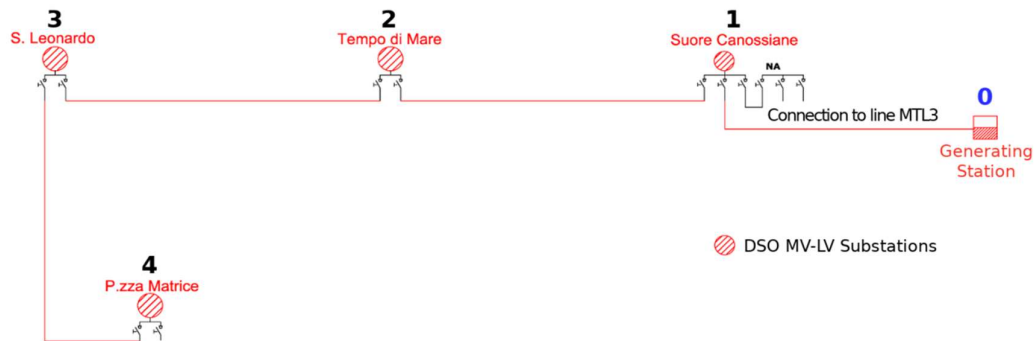 3
S. Leonardo
2
Tempo di Mare
1
Suore Canossiane
NA
0
Connection to line MTL3
Generating
Station
DSO MV-LV Substations
4
P.zza Matrice